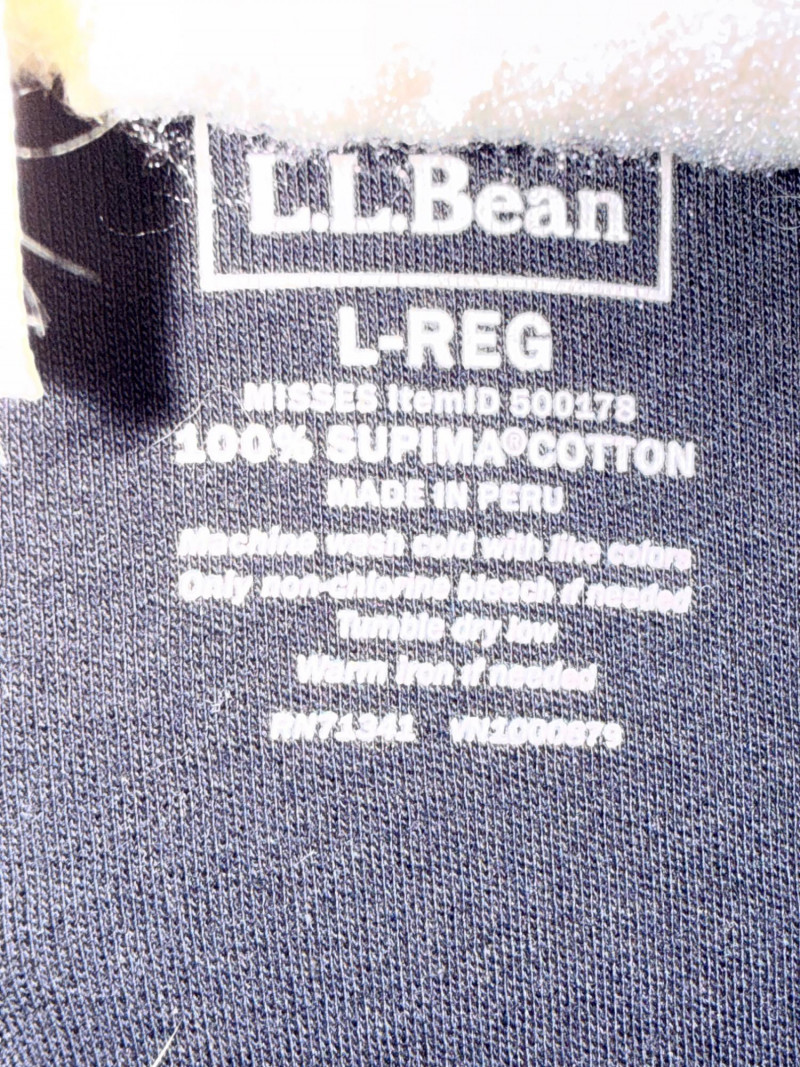 L.L.Bean
L-REG
MISSES ItemID 500178
100% SUPIMA® COTTON
MADE IN PERU
Machine wash cold with like colors
Only non-chlorine bleach if needed
Tumble dry low
Warm iron if needed
RN71341